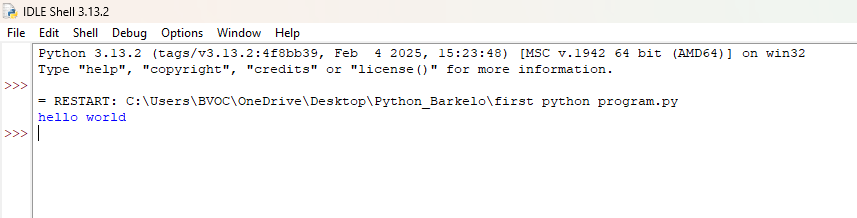 IDLE Shell 3.13.2
File Edit Shell Debug Options Window Help
Python 3.13.2 (tags/v3.13.2:4f8bb39, Feb  4 2025, 15:23:48) [MSC v.1942 64 bit (AMD64)] on win32
Type "help", "copyright", "credits" or "license()" for more information.
>>>
= RESTART: C:\Users\BVOC\OneDrive\Desktop\Python_Barkelo\first python program.py
hello world
>>>